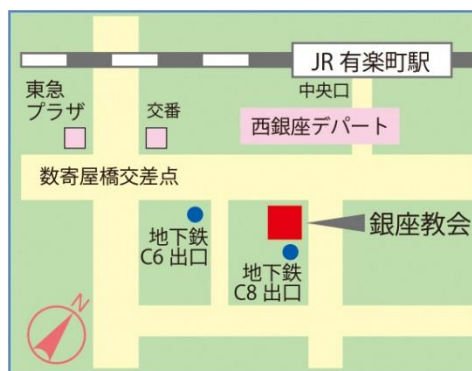 JR 有楽町駅
中央口
東急
プラザ
交番
西銀座デパート
数寄屋橋交差点
地下鉄
C6 出口
銀座教会
地下鉄
C8 出口
N